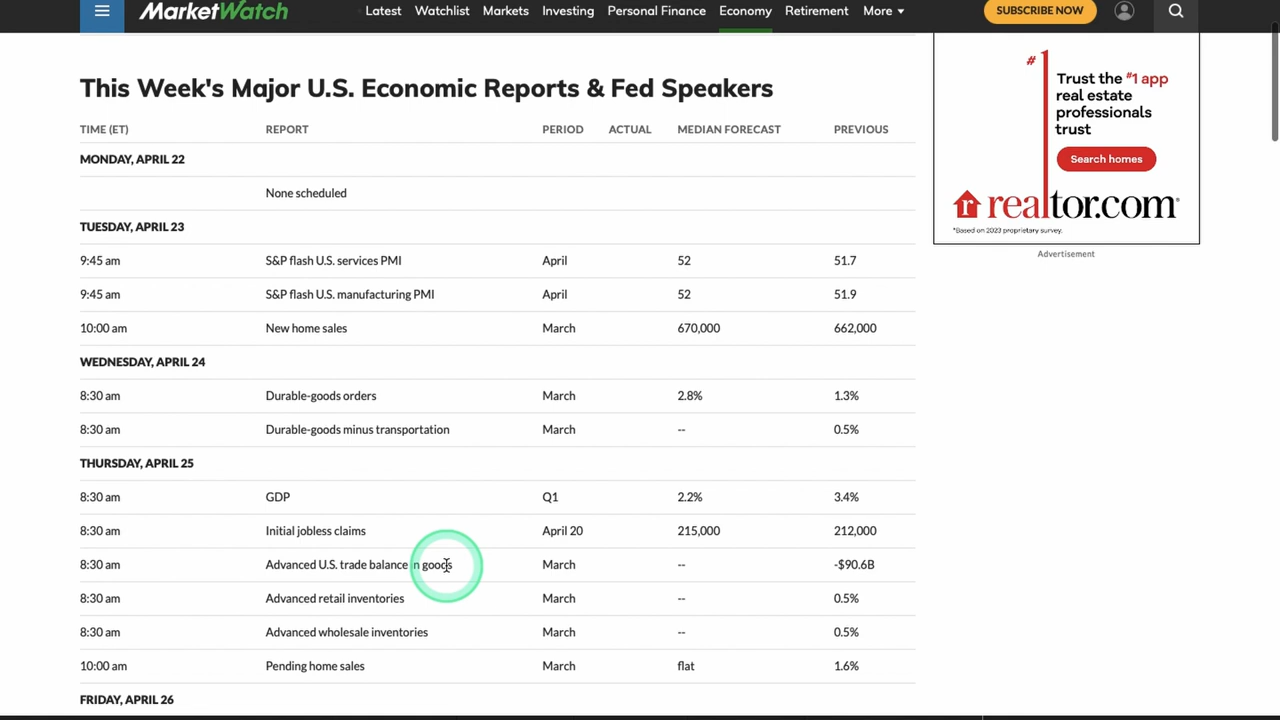 MarketWatch Latest Watchlist Markets Investing Personal Finance Economy Retirement More SUBSCRIBE NOW
This Week's Major U.S. Economic Reports & Fed Speakers
TIME (ET) REPORT PERIOD ACTUAL MEDIAN FORECAST PREVIOUS
MONDAY, APRIL 22
None scheduled
TUESDAY, APRIL 23
9:45 am S&P flash U.S. services PMI April 52 51.7
9:45 am S&P flash U.S. manufacturing PMI April 52 51.9
10:00 am New home sales March 670,000 662,000
WEDNESDAY, APRIL 24
8:30 am Durable-goods orders March 2.8% 1.3%
8:30 am Durable-goods minus transportation March -- 0.5%
THURSDAY, APRIL 25
8:30 am GDP Q1 2.2% 3.4%
8:30 am Initial jobless claims April 20 215,000 212,000
8:30 am Advanced U.S. trade balance in goods March -- -$90.6B
8:30 am Advanced retail inventories March -- 0.5%
8:30 am Advanced wholesale inventories March -- 0.5%
10:00 am Pending home sales March flat 1.6%
FRIDAY, APRIL 26
#1
Trust the #1 app
real estate
professionals
trust
Search homes
realtor.com
*Based on 2023 proprietary survey.
Advertisement